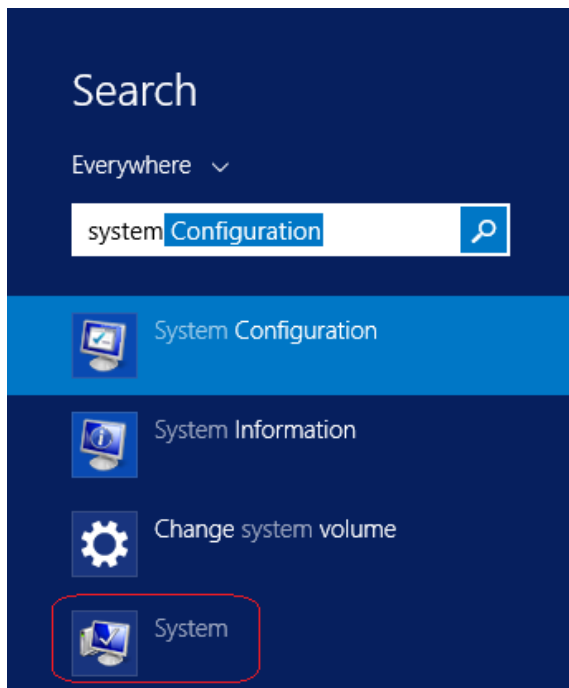 Search
Everywhere
system Configuration
System Configuration
System Information
Change system volume
System